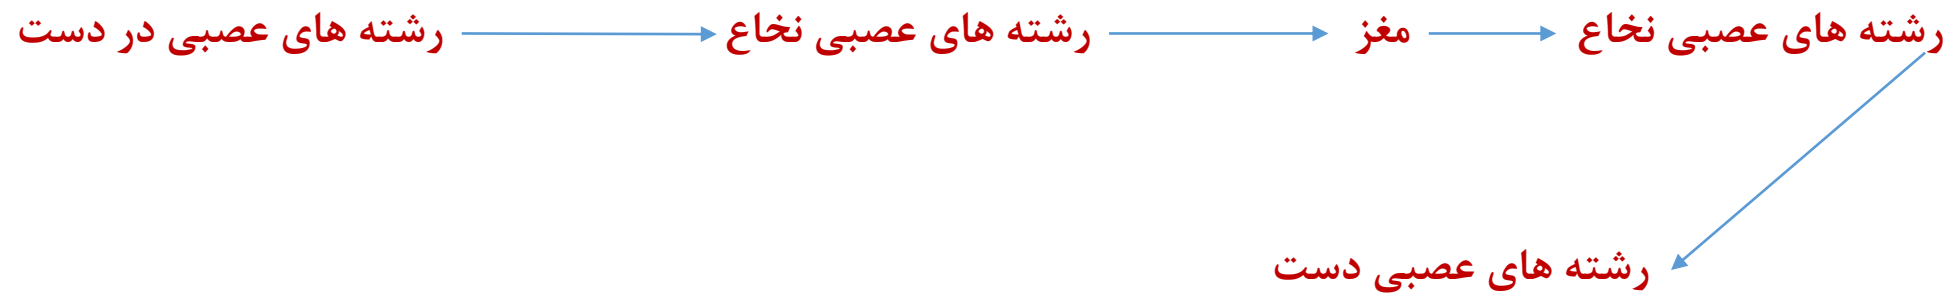 رشته های عصبی در دست
رشته های عصبی نخاع
مغز
رشته های عصبی نخاع
رشته های عصبی دست